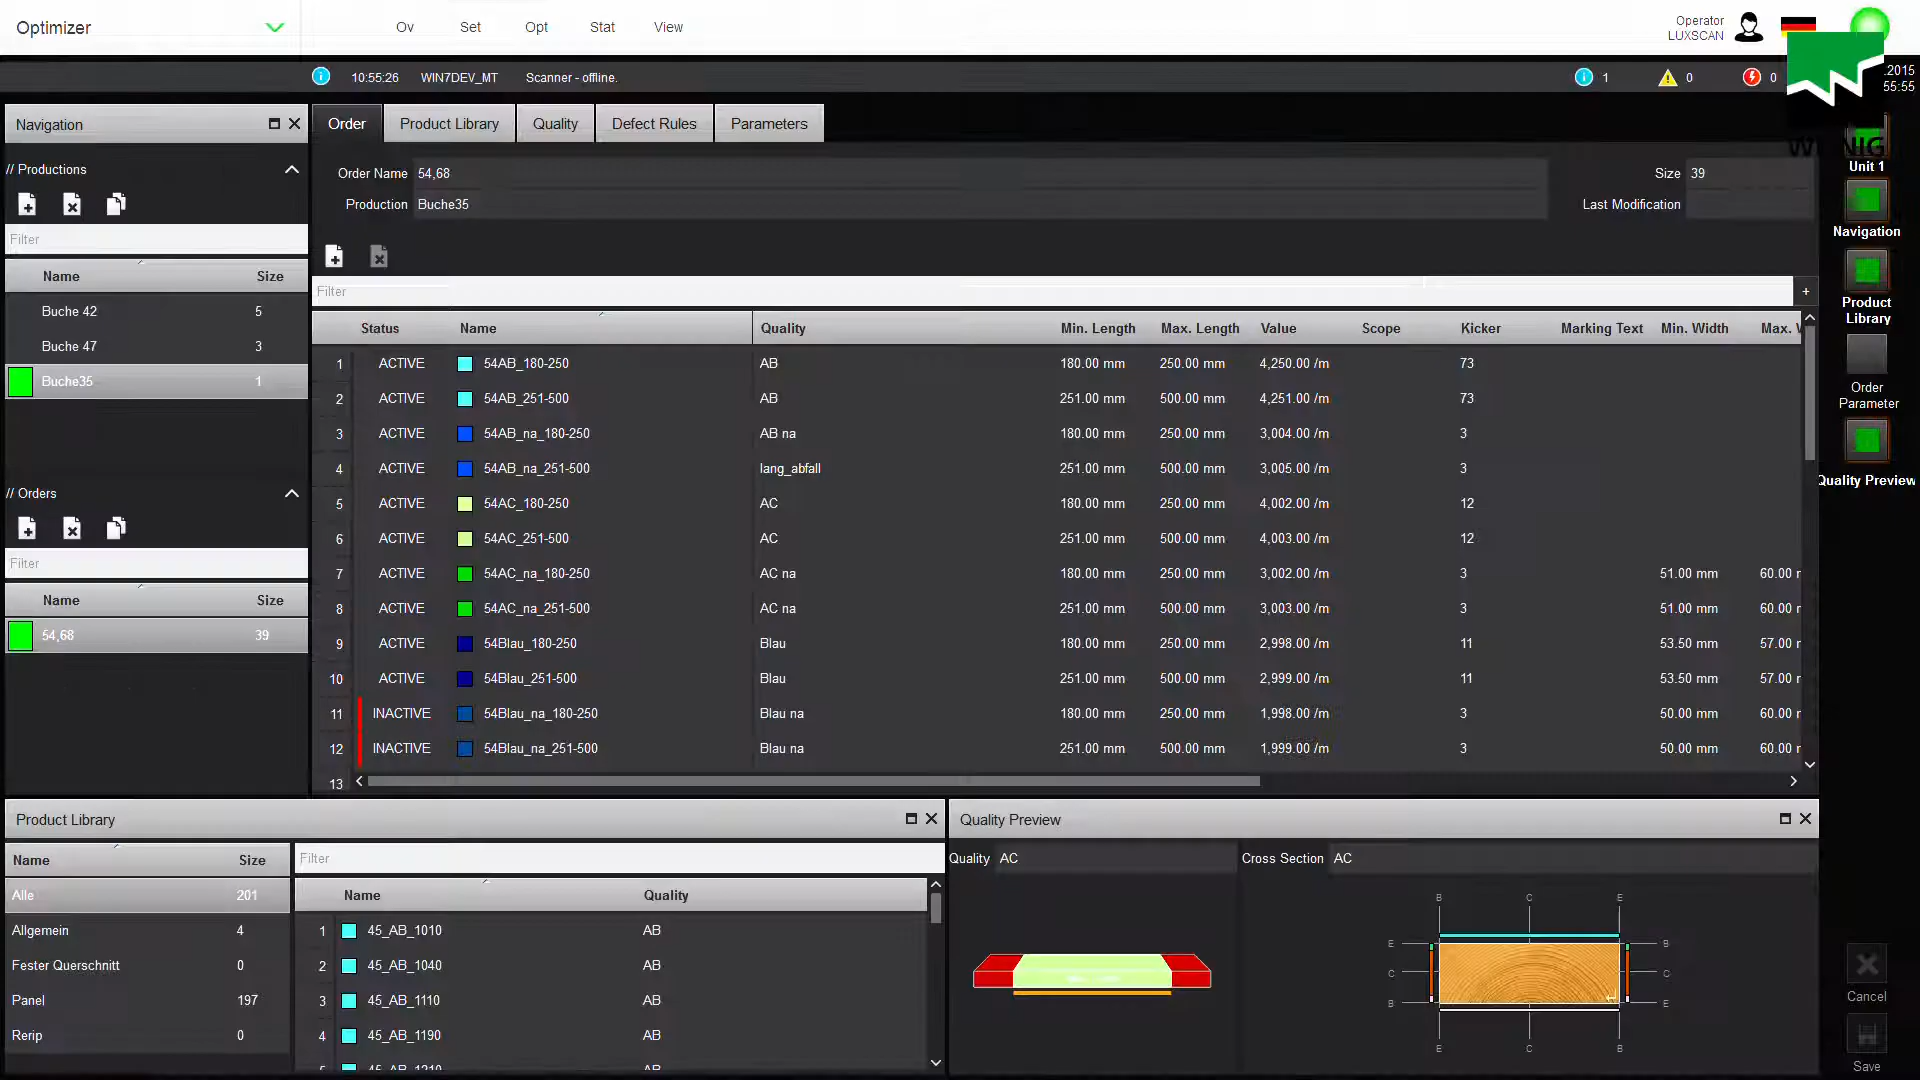 Optimizer
Ov Set Opt Stat View
Operator
LUXSCAN
10:55:26 WIN7DEV_MT Scanner - offline.
1 0 0
.2015
55:55
Navigation
// Productions
Filter
Name Size
Buche 42 5
Buche 47 3
Buche35 1
// Orders
Filter
Name Size
54,68 39
Order Product Library Quality Defect Rules Parameters
Order Name 54,68 Size 39
Production Buche35 Last Modification
Filter +
Status Name Quality Min. Length Max. Length Value Scope Kicker Marking Text Min. Width Max.
1 ACTIVE 54AB_180-250 AB 180.00 mm 250.00 mm 4,250.00 /m 73
2 ACTIVE 54AB_251-500 AB 251.00 mm 500.00 mm 4,251.00 /m 73
3 ACTIVE 54AB_na_180-250 AB na 180.00 mm 250.00 mm 3,004.00 /m 3
4 ACTIVE 54AB_na_251-500 lang_abfall 251.00 mm 500.00 mm 3,005.00 /m 3
5 ACTIVE 54AC_180-250 AC 180.00 mm 250.00 mm 4,002.00 /m 12
6 ACTIVE 54AC_251-500 AC 251.00 mm 500.00 mm 4,003.00 /m 12
7 ACTIVE 54AC_na_180-250 AC na 180.00 mm 250.00 mm 3,002.00 /m 3 51.00 mm 60.00
8 ACTIVE 54AC_na_251-500 AC na 251.00 mm 500.00 mm 3,003.00 /m 3 51.00 mm 60.00
9 ACTIVE 54Blau_180-250 Blau 180.00 mm 250.00 mm 2,998.00 /m 11 53.50 mm 57.00
10 ACTIVE 54Blau_251-500 Blau 251.00 mm 500.00 mm 2,999.00 /m 11 53.50 mm 57.00
11 INACTIVE 54Blau_na_180-250 Blau na 180.00 mm 250.00 mm 1,998.00 /m 3 50.00 mm 60.00
12 INACTIVE 54Blau_na_251-500 Blau na 251.00 mm 500.00 mm 1,999.00 /m 3 50.00 mm 60.00
13
Unit 1
Navigation
Product
Library
Order
Parameter
Quality Preview
Cancel
Save
Product Library
Name Size
Alle 201
Allgemein 4
Fester Querschnitt 0
Panel 197
Rerip 0
Filter
Name Quality
1 45_AB_1010 AB
2 45_AB_1040 AB
3 45_AB_1110 AB
4 45_AB_1190 AB
Quality Preview
Quality AC Cross Section AC
B C E
E B
C C
B E
E C B